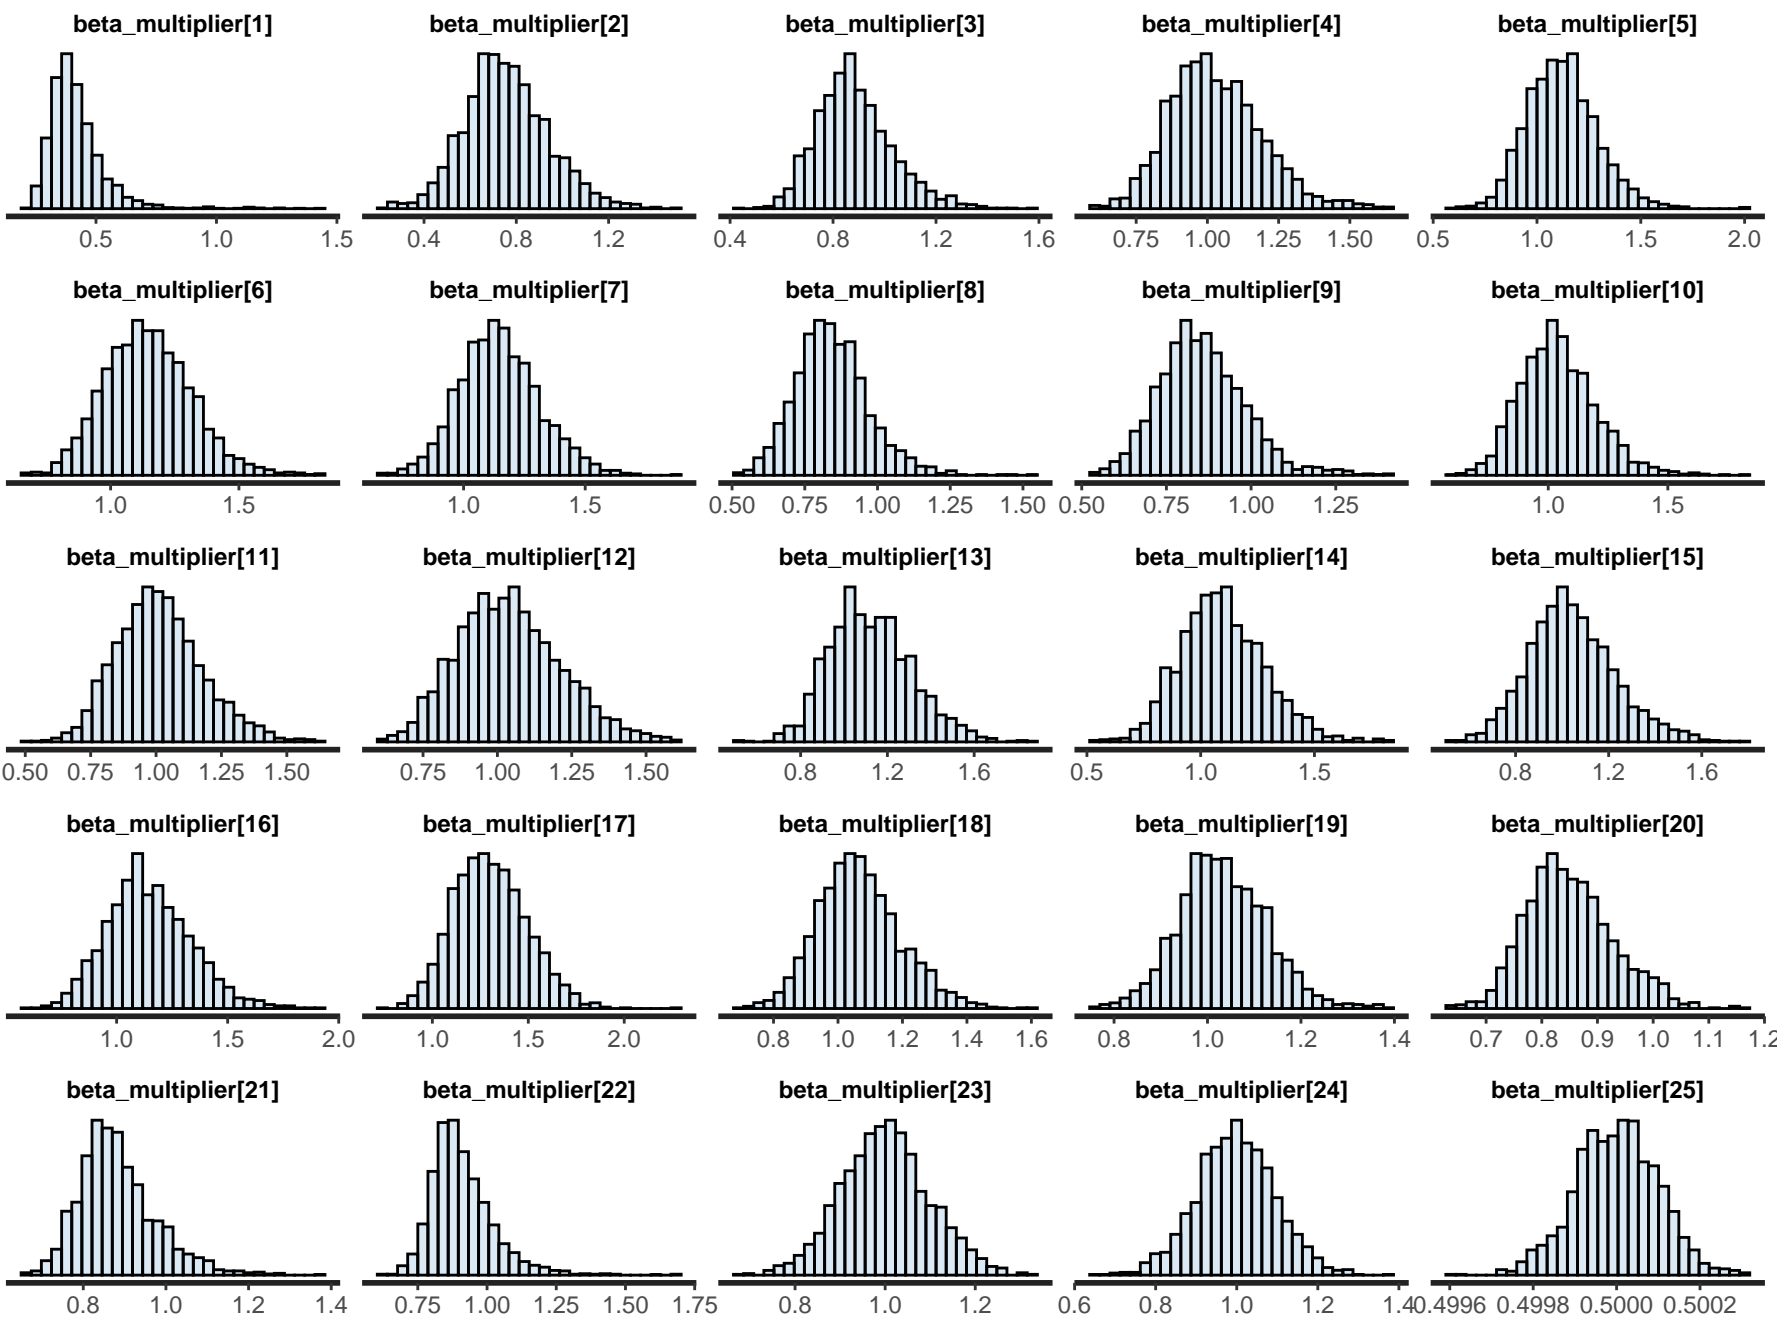 beta_multiplier[1] beta_multiplier[2] beta_multiplier[3] beta_multiplier[4] beta_multiplier[5]
0.5 1.0 1.5 0.4 0.8 1.2 0.4 0.8 1.2 1.6 0.75 1.00 1.25 1.50 0.5 1.0 1.5 2.0
beta_multiplier[6] beta_multiplier[7] beta_multiplier[8] beta_multiplier[9] beta_multiplier[10]
1.0 1.5 1.0 1.5 0.50 0.75 1.00 1.25 1.50 0.50 0.75 1.00 1.25 1.0 1.5
beta_multiplier[11] beta_multiplier[12] beta_multiplier[13] beta_multiplier[14] beta_multiplier[15]
0.50 0.75 1.00 1.25 1.50 0.75 1.00 1.25 1.50 0.8 1.2 1.6 0.5 1.0 1.5 0.8 1.2 1.6
beta_multiplier[16] beta_multiplier[17] beta_multiplier[18] beta_multiplier[19] beta_multiplier[20]
1.0 1.5 2.0 1.0 1.5 2.0 0.8 1.0 1.2 1.4 1.6 0.8 1.0 1.2 1.4 0.7 0.8 0.9 1.0 1.1 1.2
beta_multiplier[21] beta_multiplier[22] beta_multiplier[23] beta_multiplier[24] beta_multiplier[25]
0.8 1.0 1.2 1.4 0.75 1.00 1.25 1.50 1.75 0.8 1.0 1.2 0.6 0.8 1.0 1.2 1.4 0.4996 0.4998 0.5000 0.5002